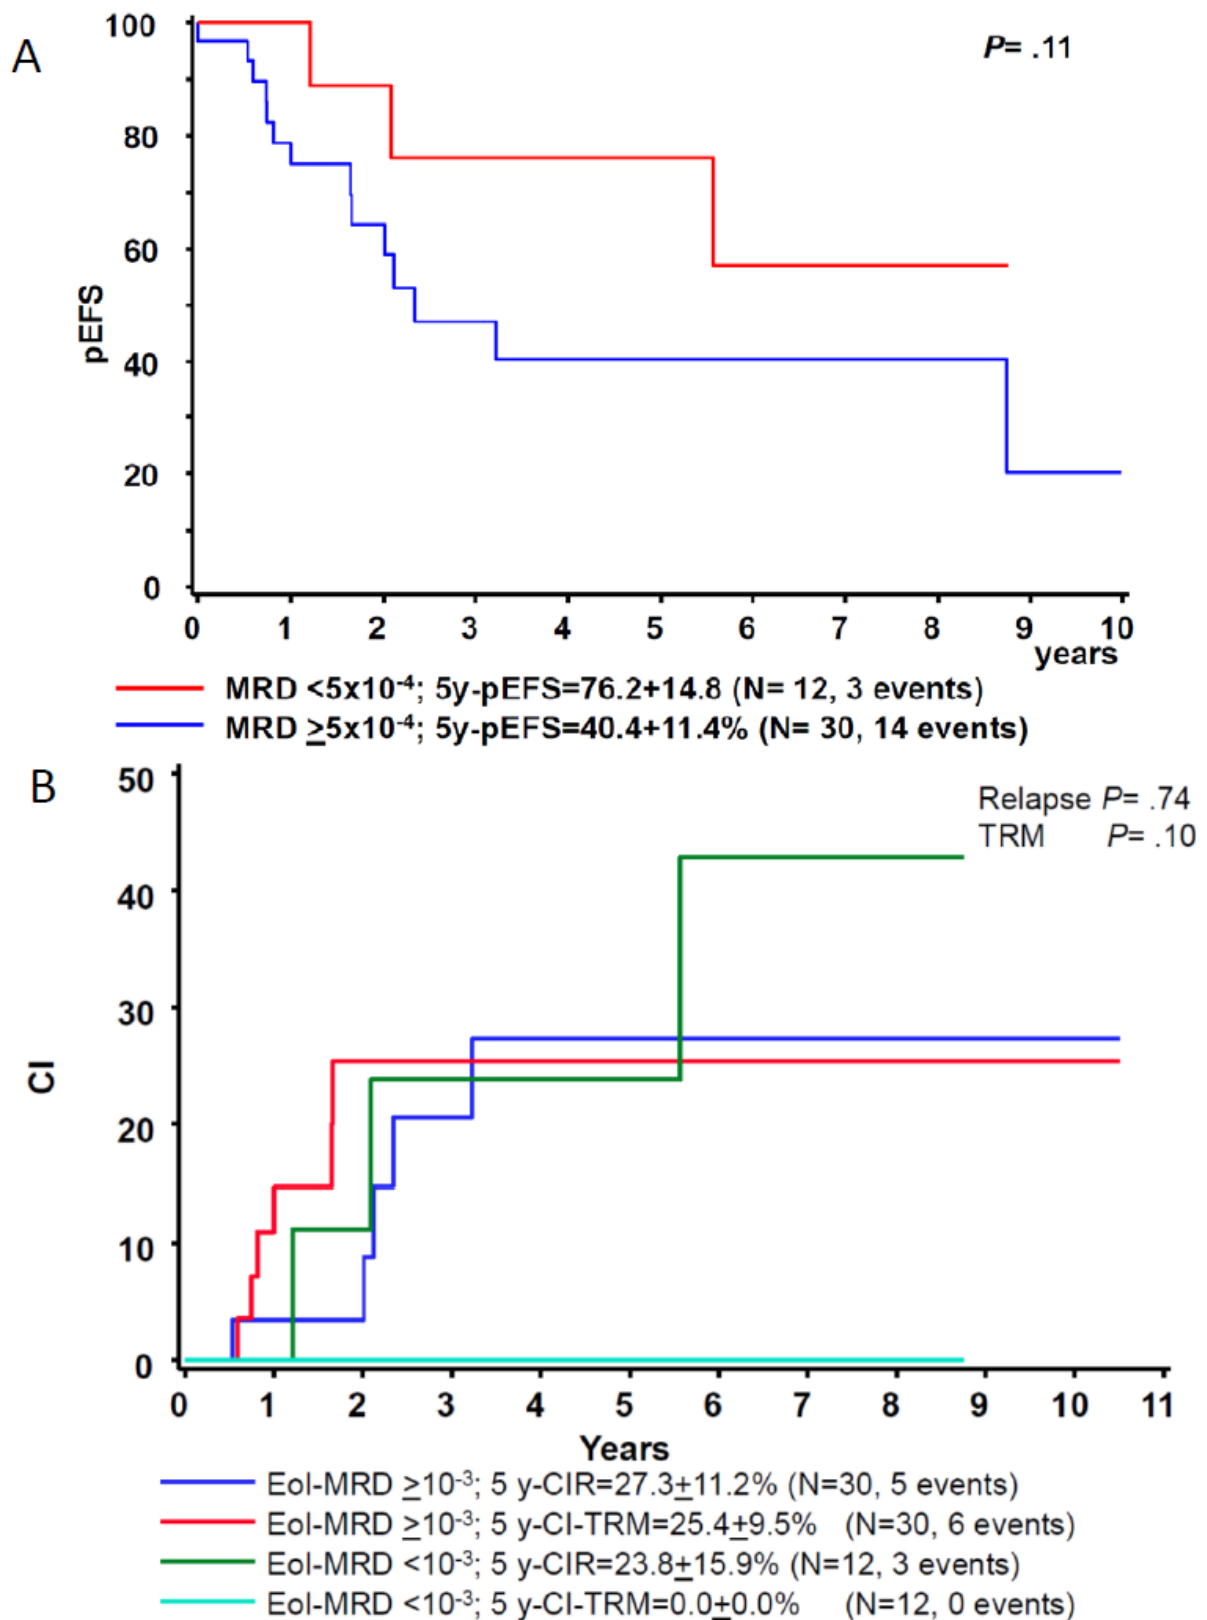 A
100
P= .11
80
60
pEFS
40
20
0
0 1 2 3 4 5 6 7 8 9 10
years
MRD <5x10⁻⁴; 5y-pEFS=76.2+14.8 (N= 12, 3 events)
MRD ≥5x10⁻⁴; 5y-pEFS=40.4+11.4% (N= 30, 14 events)
B
50
Relapse P= .74
TRM P= .10
40
30
CI
20
10
0
0 1 2 3 4 5 6 7 8 9 10 11
Years
EoI-MRD ≥10⁻³; 5 y-CIR=27.3±11.2% (N=30, 5 events)
EoI-MRD ≥10⁻³; 5 y-CI-TRM=25.4±9.5% (N=30, 6 events)
EoI-MRD <10⁻³; 5 y-CIR=23.8±15.9% (N=12, 3 events)
EoI-MRD <10⁻³; 5 y-CI-TRM=0.0±0.0% (N=12, 0 events)